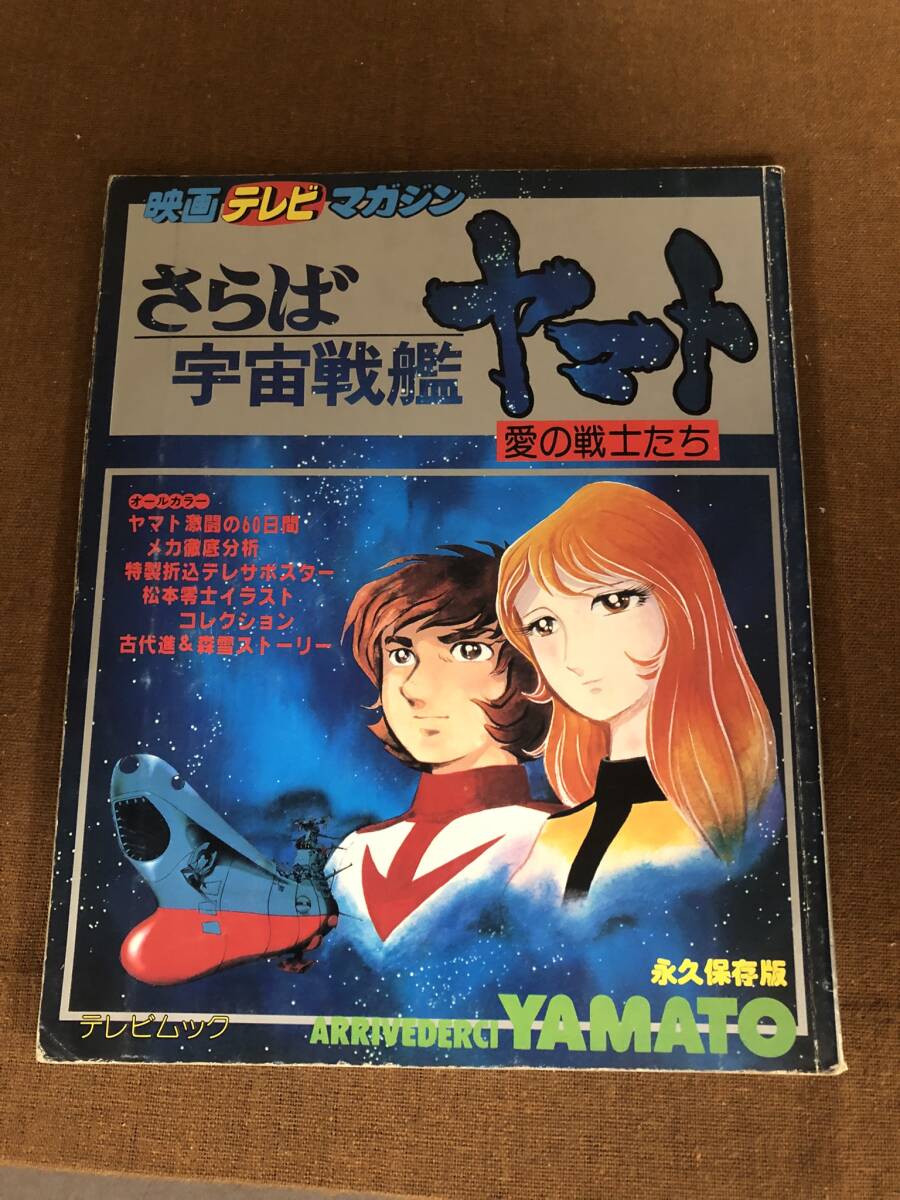 映画テレビマガジン
さらば
宇宙戦艦
ヤマト
愛の戦士たち
オールカラー
ヤマト激闘の60日間
メカ徹底分析
特製折込テレサポスター
松本零士イラスト
コレクション
古代進&森雪ストーリー
永久保存版
テレビムック
ARRIVEDERCI YAMATO